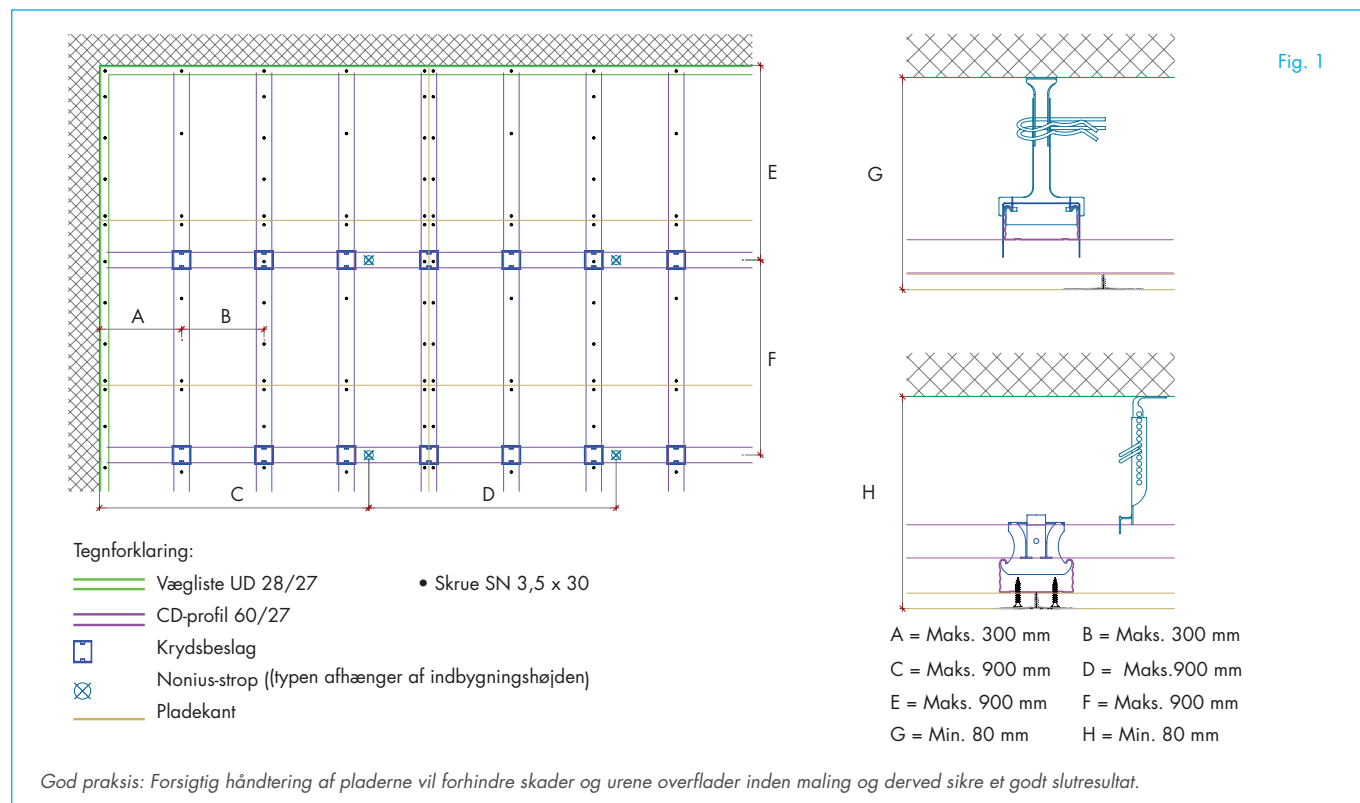 Fig. 1
E
G
A
B
F
C
D
H
Tegnforklaring:
Vægliste UD 28/27
• Skrue SN 3,5 x 30
CD-profil 60/27
Krydsbeslag
Nonius-strop ((typen afhænger af indbygningshøjden)
Pladekant
A = Maks. 300 mm B = Maks. 300 mm
C = Maks. 900 mm D = Maks.900 mm
E = Maks. 900 mm F = Maks. 900 mm
G = Min. 80 mm H = Min. 80 mm
God praksis: Forsigtig håndtering af pladerne vil forhindre skader og urene overflader inden maling og derved sikre et godt slutresultat.